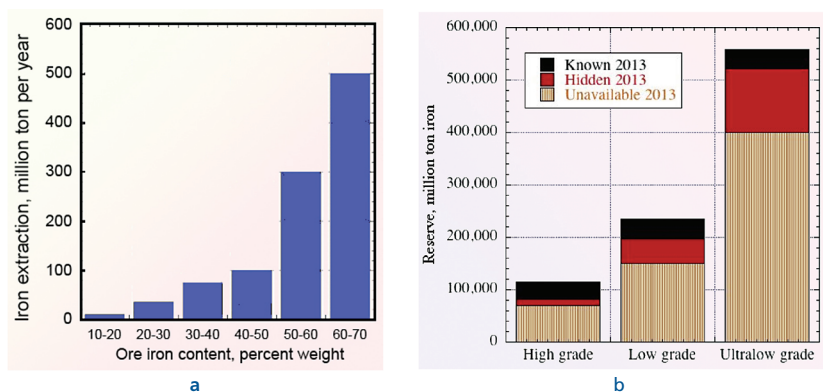 600
500
400
300
200
100
0
Iron extraction, million ton per year
10-20 20-30 30-40 40-50 50-60 60-70
Ore iron content, percent weight
a
600,000
500,000
400,000
300,000
200,000
100,000
0
Reserve, million ton iron
Known 2013
Hidden 2013
Unavailable 2013
High grade Low grade Ultralow grade
b